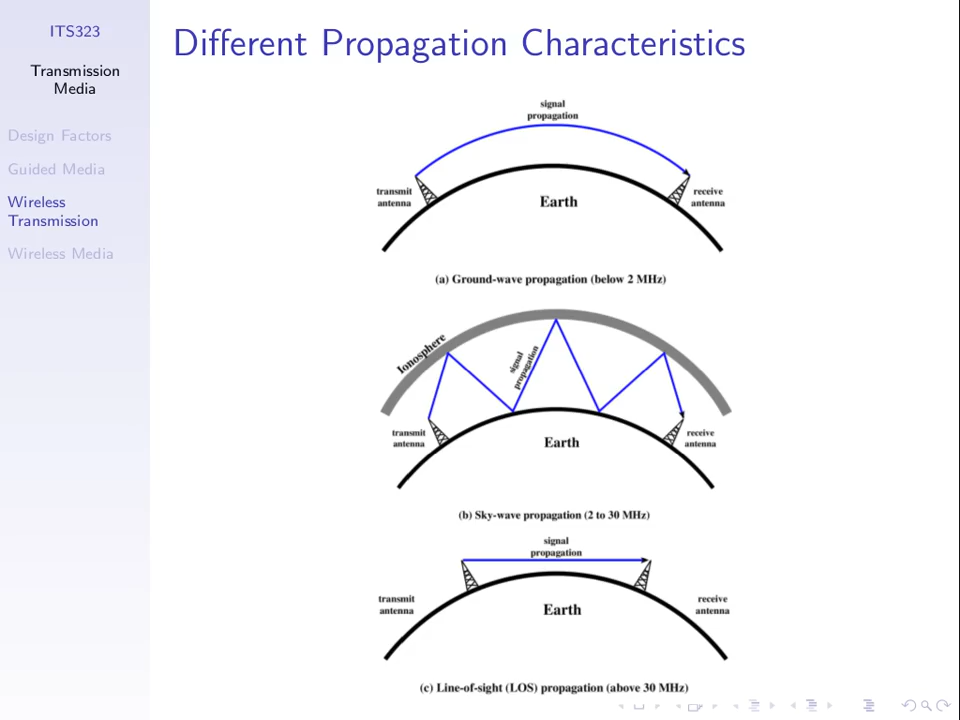 ITS323
Transmission
Media
Design Factors
Guided Media
Wireless
Transmission
Wireless Media
Different Propagation Characteristics
signal
propagation
transmit
antenna
Earth
receive
antenna
(a) Ground-wave propagation (below 2 MHz)
Ionosphere
signal
propagation
transmit
antenna
Earth
receive
antenna
(b) Sky-wave propagation (2 to 30 MHz)
signal
propagation
transmit
antenna
Earth
receive
antenna
(c) Line-of-sight (LOS) propagation (above 30 MHz)